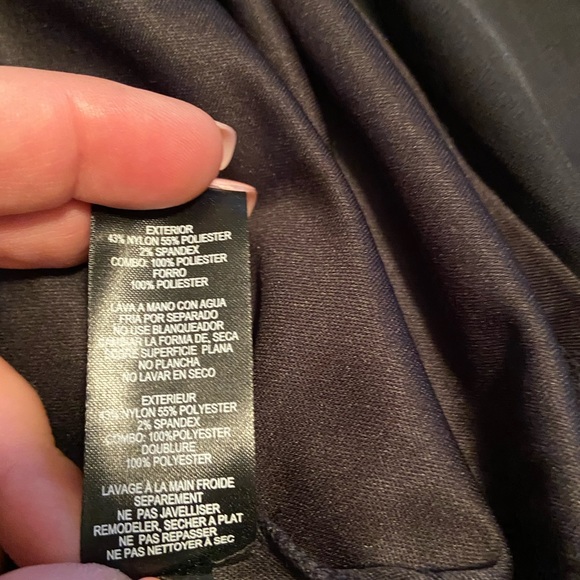 EXTERIOR
43% NYLON 55% POLIESTER
2% SPANDEX
COMBO: 100% POLIESTER
FORRO
100% POLIESTER
LAVA A MANO CON AGUA
FRIA POR SEPARADO
NO USE BLANQUEADOR
LA FORMA DE, SECA
SOBRE SUPERFICIE PLANA
NO PLANCHA
NO LAVAR EN SECO
EXTERIEUR
43% NYLON 55% POLYESTER
2% SPANDEX
COMBO: 100%POLYESTER
DOUBLURE
100% POLYESTER
LAVAGE À LA MAIN FROIDE
SEPAREMENT
NE PAS JAVELLISER
REMODELER, SECHER A PLAT
NE PAS REPASSER
NE PAS NETTOYER A SEC